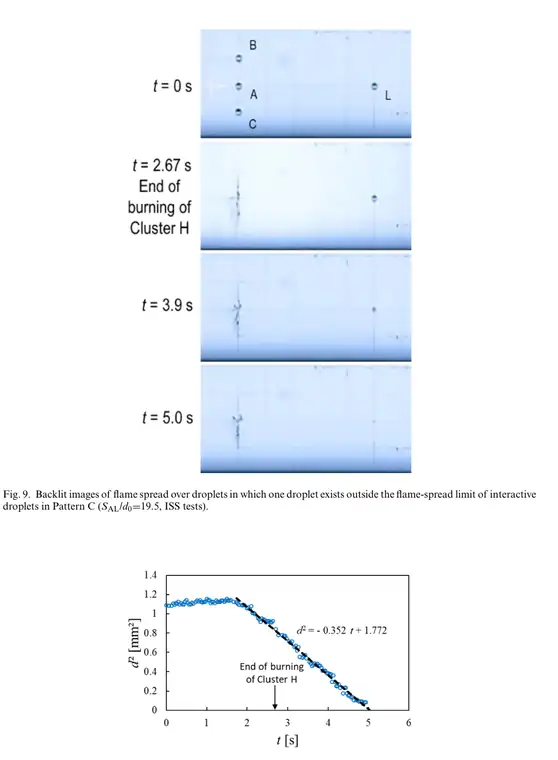 B
t = 0 s
A
L
C
t = 2.67 s
End of
burning of
Cluster H
t = 3.9 s
t = 5.0 s
Fig. 9. Backlit images of flame spread over droplets in which one droplet exists outside the flame-spread limit of interactive
droplets in Pattern C (SAL/d0=19.5, ISS tests).
1.4
1.2
1
0.8
0.6
0.4
0.2
0
d² [mm²]
d² = - 0.352 t + 1.772
End of burning
of Cluster H
0 1 2 3 4 5 6
t [s]